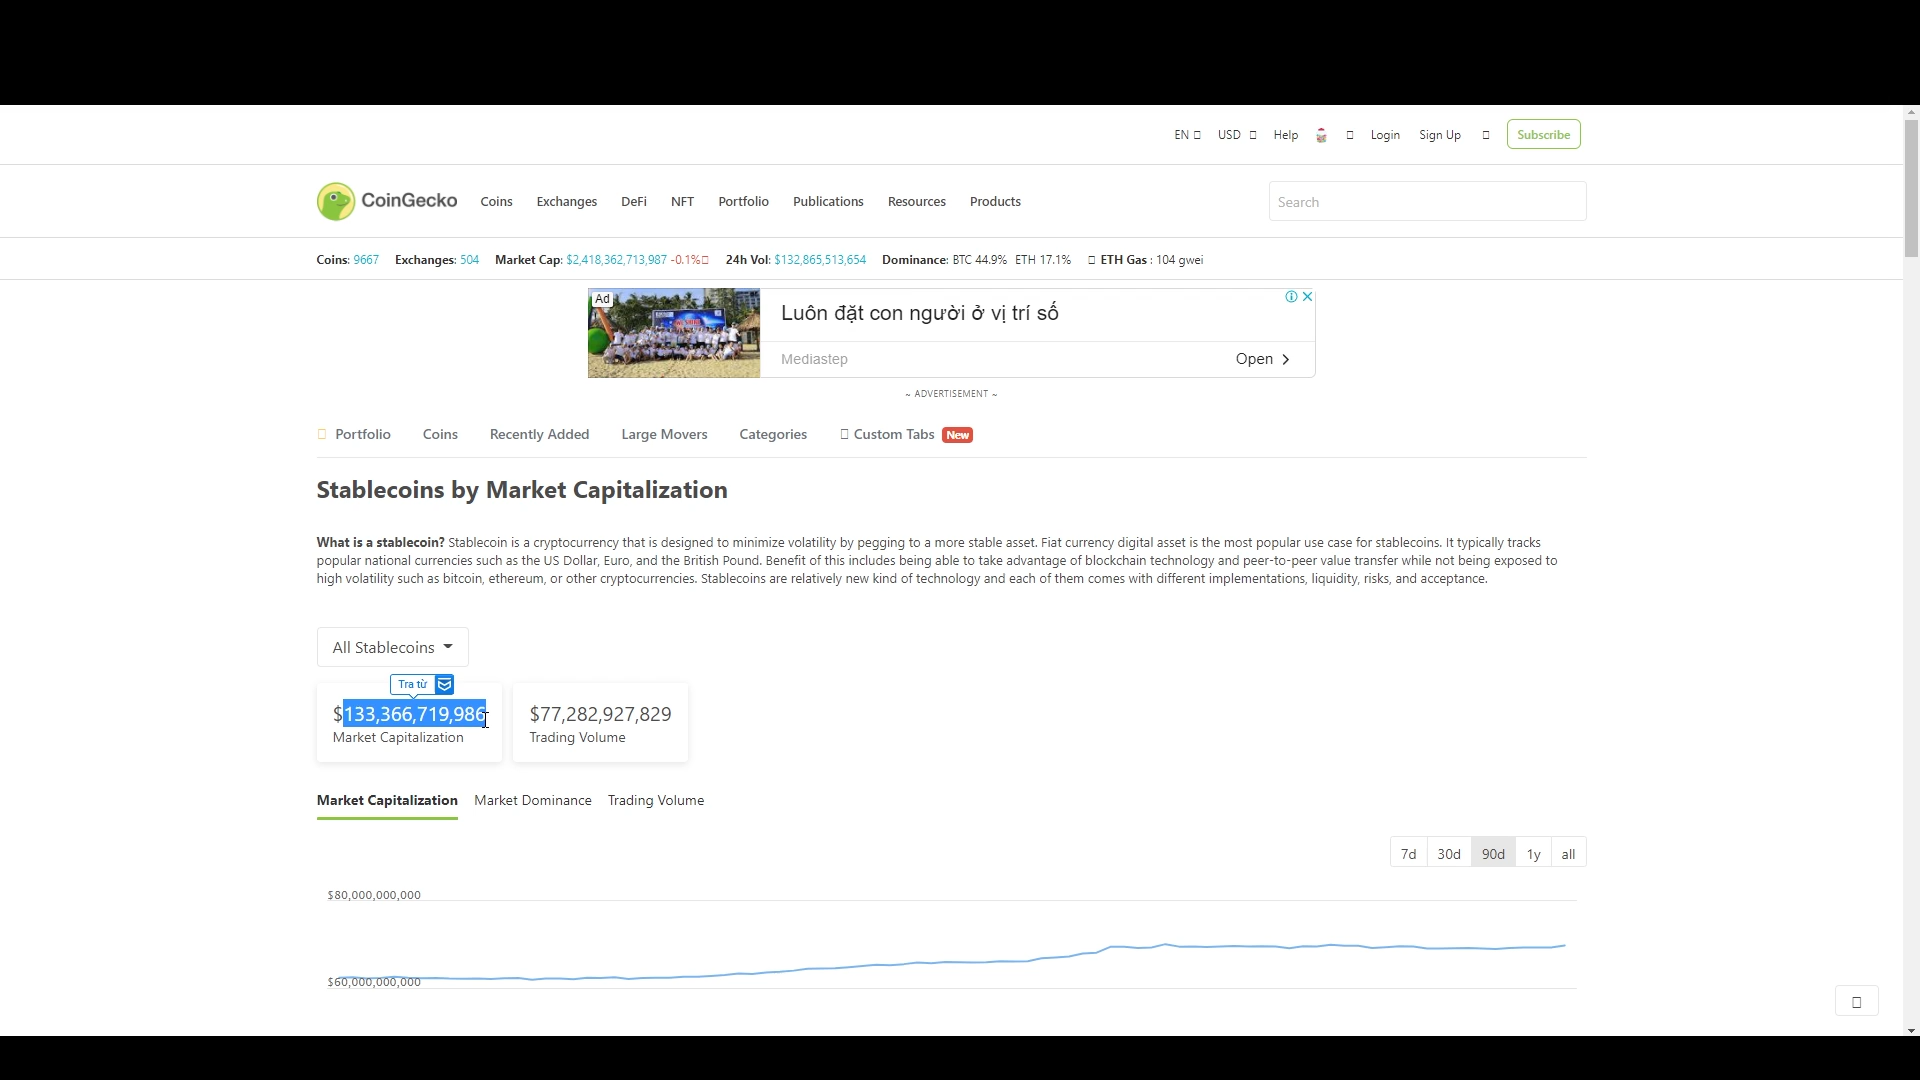 EN USD Help Login Sign Up Subscribe
CoinGecko Coins Exchanges DeFi NFT Portfolio Publications Resources Products Search
Coins: 9667 Exchanges: 504 Market Cap: $2,418,362,713,987 -0.1% 24h Vol: $132,865,513,654 Dominance: BTC 44.9% ETH 17.1% ETH Gas : 104 gwei
Ad
Luôn đặt con người ở vị trí số
Mediastep Open
~ ADVERTISEMENT ~
Portfolio Coins Recently Added Large Movers Categories Custom Tabs New
Stablecoins by Market Capitalization
What is a stablecoin? Stablecoin is a cryptocurrency that is designed to minimize volatility by pegging to a more stable asset. Fiat currency digital asset is the most popular use case for stablecoins. It typically tracks
popular national currencies such as the US Dollar, Euro, and the British Pound. Benefit of this includes being able to take advantage of blockchain technology and peer-to-peer value transfer while not being exposed to
high volatility such as bitcoin, ethereum, or other cryptocurrencies. Stablecoins are relatively new kind of technology and each of them comes with different implementations, liquidity, risks, and acceptance.
All Stablecoins
Tra từ
$133,366,719,986 $77,282,927,829
Market Capitalization Trading Volume
Market Capitalization Market Dominance Trading Volume
7d 30d 90d 1y all
$80,000,000,000
$60,000,000,000